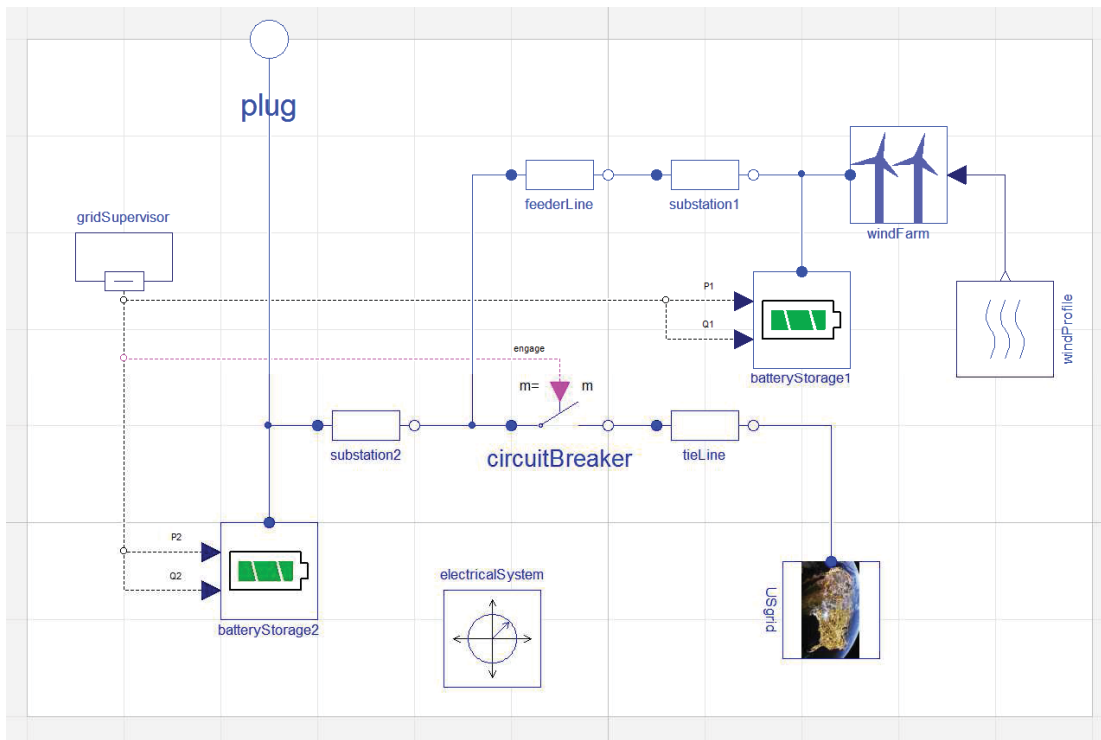 plug
feederLine
substation1
windFarm
gridSupervisor
P1
Q1
windProfile
batteryStorage1
engage
m=
m
substation2
circuitBreaker
tieLine
P2
Q2
batteryStorage2
electricalSystem
USgrid